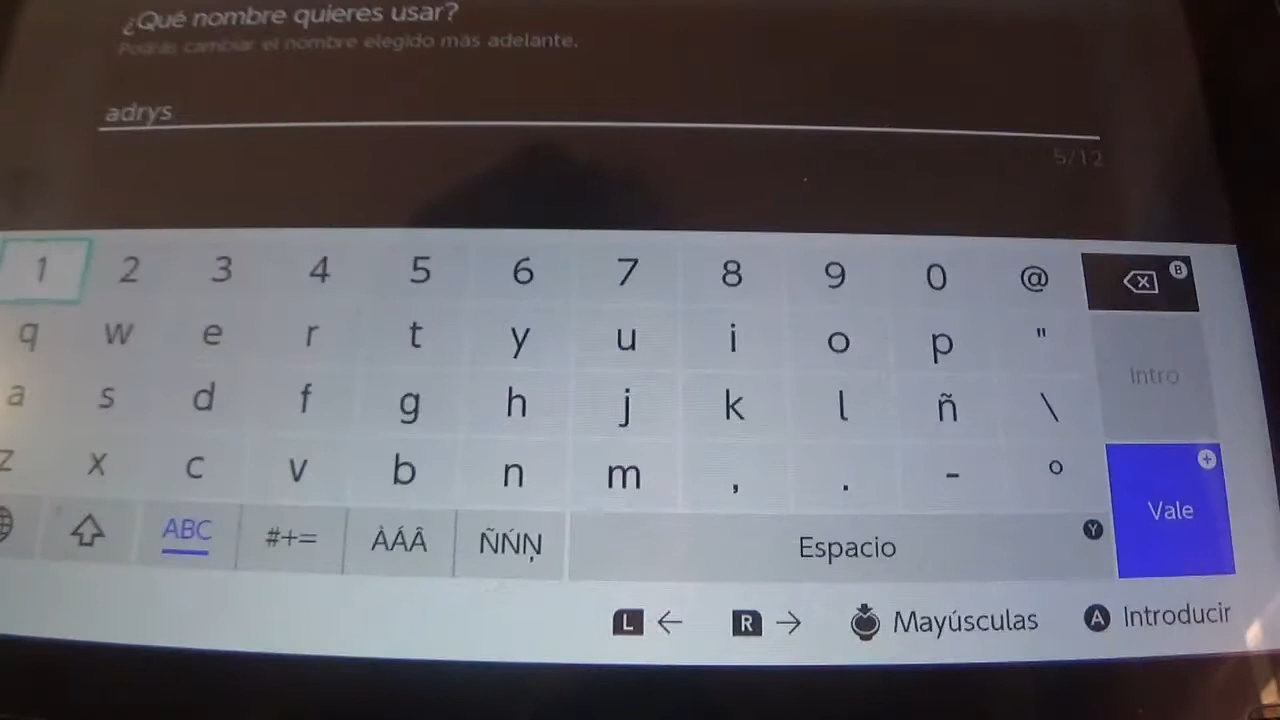 ¿Qué nombre quieres usar?
Podrás cambiar el nombre elegido más adelante.
adrys
5/12
1 2 3 4 5 6 7 8 9 0 @ B
q w e r t y u i o p "
Intro
a s d f g h j k l ñ \
z x c v b n m , . - º
+
Vale
ABC #+= ÀÁÂ ÑŃŅ Espacio Y
L ← R → Mayúsculas A Introducir